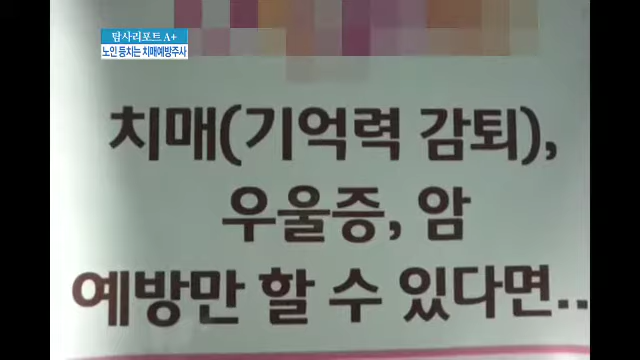 탐사리포트 A+
노인 등치는 치매예방주사
치매(기억력 감퇴),
우울증, 암
예방만 할 수 있다면..